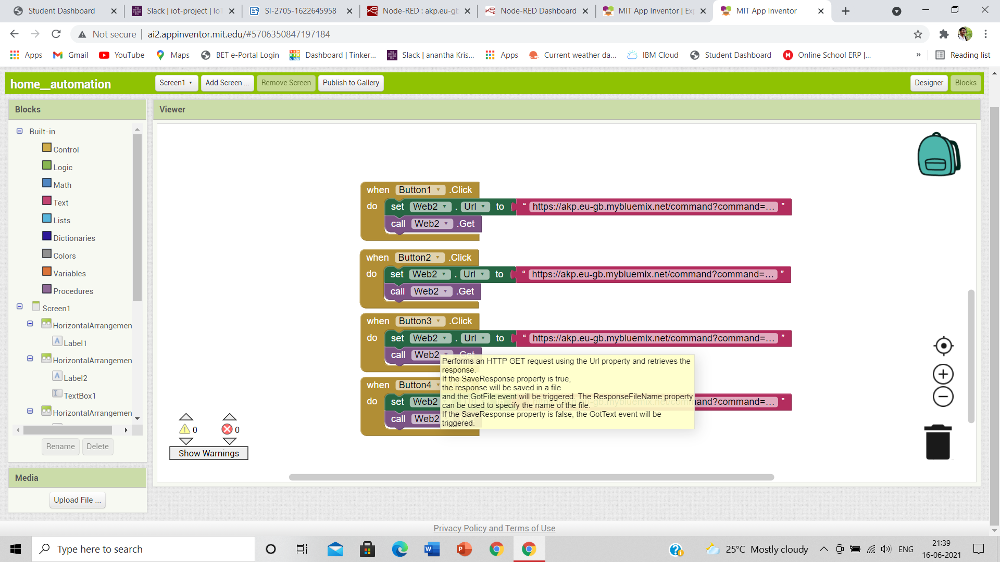 Student Dashboard
Slack | iot-project | IoT
SI-2705-1622645958
Node-RED : akp.eu-gb
Node-RED Dashboard
MIT App Inventor | Exp
MIT App Inventor
Not secure
ai2.appinventor.mit.edu/#5706350847197184
Apps
Gmail
YouTube
Maps
BET e-Portal Login
Dashboard | Tinker...
Slack | anantha Kris...
Apps
Current weather da...
IBM Cloud
Student Dashboard
Online School ERP |...
»
Reading list
home__automation
Screen1
Add Screen ...
Remove Screen
Publish to Gallery
Designer
Blocks
Blocks
Viewer
Built-in
Control
Logic
Math
Text
Lists
Dictionaries
Colors
Variables
Procedures
Screen1
HorizontalArrangemen
Label1
HorizontalArrangemen
Label2
TextBox1
HorizontalArrangemen
Rename
Delete
Media
Upload File ...
when Button1 .Click
do set Web2 . Url to “ https://akp.eu-gb.mybluemix.net/command?command=... ”
call Web2 .Get
when Button2 .Click
do set Web2 . Url to “ https://akp.eu-gb.mybluemix.net/command?command=... ”
call Web2 .Get
when Button3 .Click
do set Web2 . Url to “ https://akp.eu-gb.mybluemix.net/command?command=... ”
call Web2 .Get
Performs an HTTP GET request using the Url property and retrieves the
response.
If the SaveResponse property is true,
the response will be saved in a file
and the GotFile event will be triggered. The ResponseFileName property
can be used to specify the name of the file.
If the SaveResponse property is false, the GotText event will be
triggered.
when Button4
do set Web2 mand?command=... ”
call Web2
0
0
Show Warnings
Privacy Policy and Terms of Use
Type here to search
25°C Mostly cloudy
ENG
21:39
16-06-2021